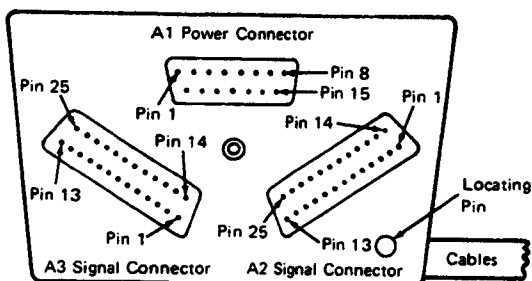 A1 Power Connector
Pin 25
Pin 8
Pin 15
Pin 1
Pin 1
Pin 14
Pin 14
Pin 13
Locating
Pin
Pin 1
Pin 25
Pin 13
Cables
A3 Signal Connector
A2 Signal Connector